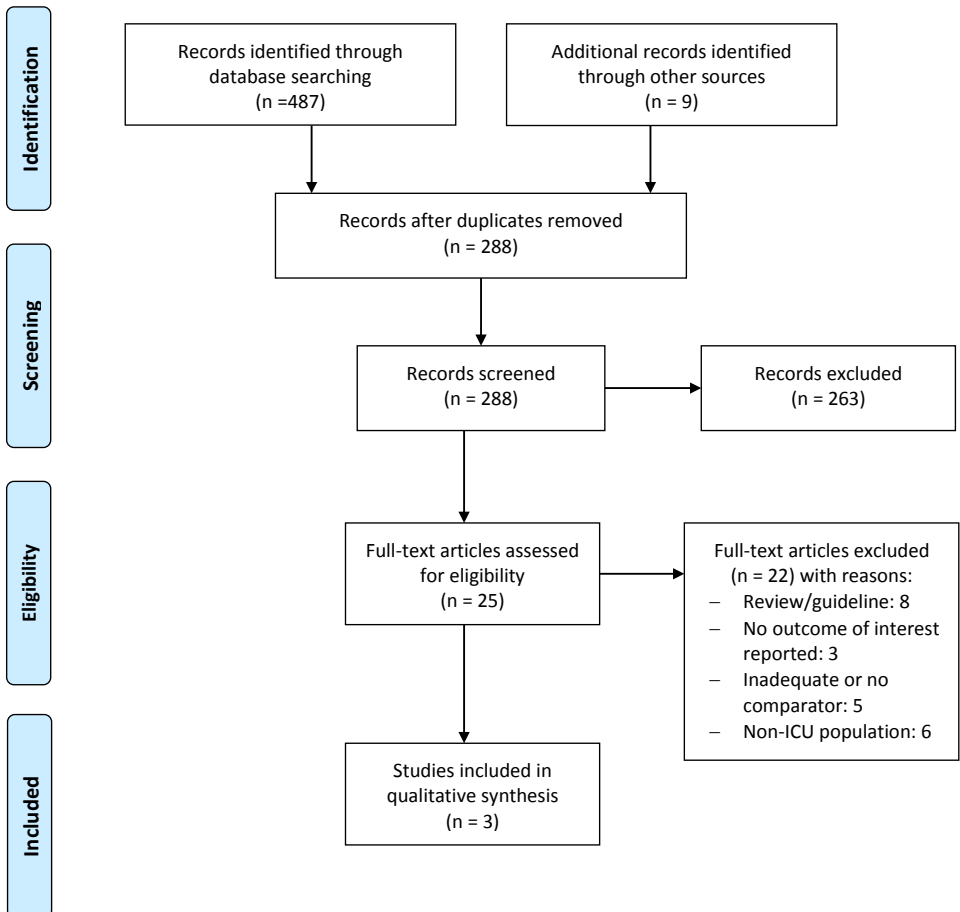 Identification
Records identified through
database searching
(n =487)
Additional records identified
through other sources
(n = 9)
Records after duplicates removed
(n = 288)
Screening
Records screened
(n = 288)
Records excluded
(n = 263)
Eligibility
Full-text articles assessed
for eligibility
(n = 25)
Full-text articles excluded
(n = 22) with reasons:
– Review/guideline: 8
– No outcome of interest
reported: 3
– Inadequate or no
comparator: 5
– Non-ICU population: 6
Included
Studies included in
qualitative synthesis
(n = 3)